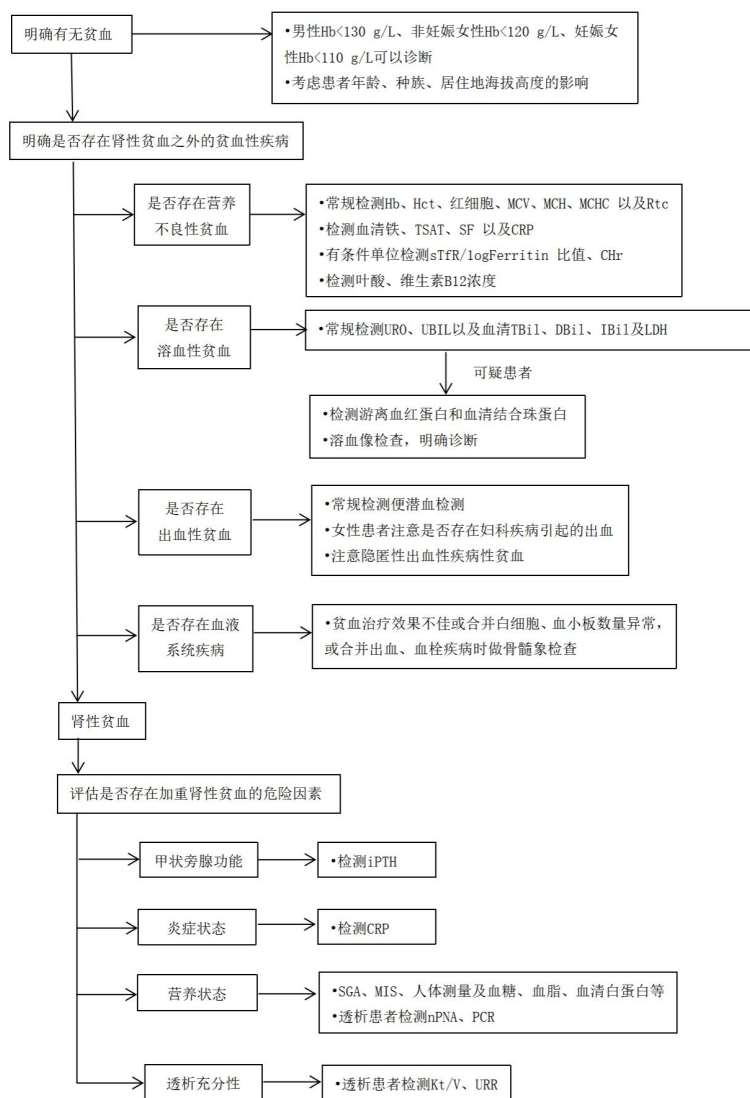 明确有无贫血
•男性Hb<130 g/L、非妊娠女性Hb<120 g/L、妊娠女
性Hb<110 g/L可以诊断
•考虑患者年龄、种族、居住地海拔高度的影响
明确是否存在肾性贫血之外的贫血性疾病
是否存在营养
不良性贫血
•常规检测Hb、Hct、红细胞、MCV、MCH、MCHC 以及Rtc
•检测血清铁、TSAT、SF 以及CRP
•有条件单位检测sTfR/logFerritin 比值、CHr
•检测叶酸、维生素B12浓度
是否存在
溶血性贫血
•常规检测URO、UBIL以及血清TBil、DBil、IBil及LDH
可疑患者
•检测游离血红蛋白和血清结合珠蛋白
•溶血像检查，明确诊断
是否存在
出血性贫血
•常规检测便潜血检测
•女性患者注意是否存在妇科疾病引起的出血
•注意隐匿性出血性疾病性贫血
是否存在血液
系统疾病
•贫血治疗效果不佳或合并白细胞、血小板数量异常，
或合并出血、血栓疾病时做骨髓象检查
肾性贫血
评估是否存在加重肾性贫血的危险因素
甲状旁腺功能
•检测iPTH
炎症状态
•检测CRP
营养状态
•SGA、MIS、人体测量及血糖、血脂、血清白蛋白等
•透析患者检测nPNA、PCR
透析充分性
•透析患者检测Kt/V、URR